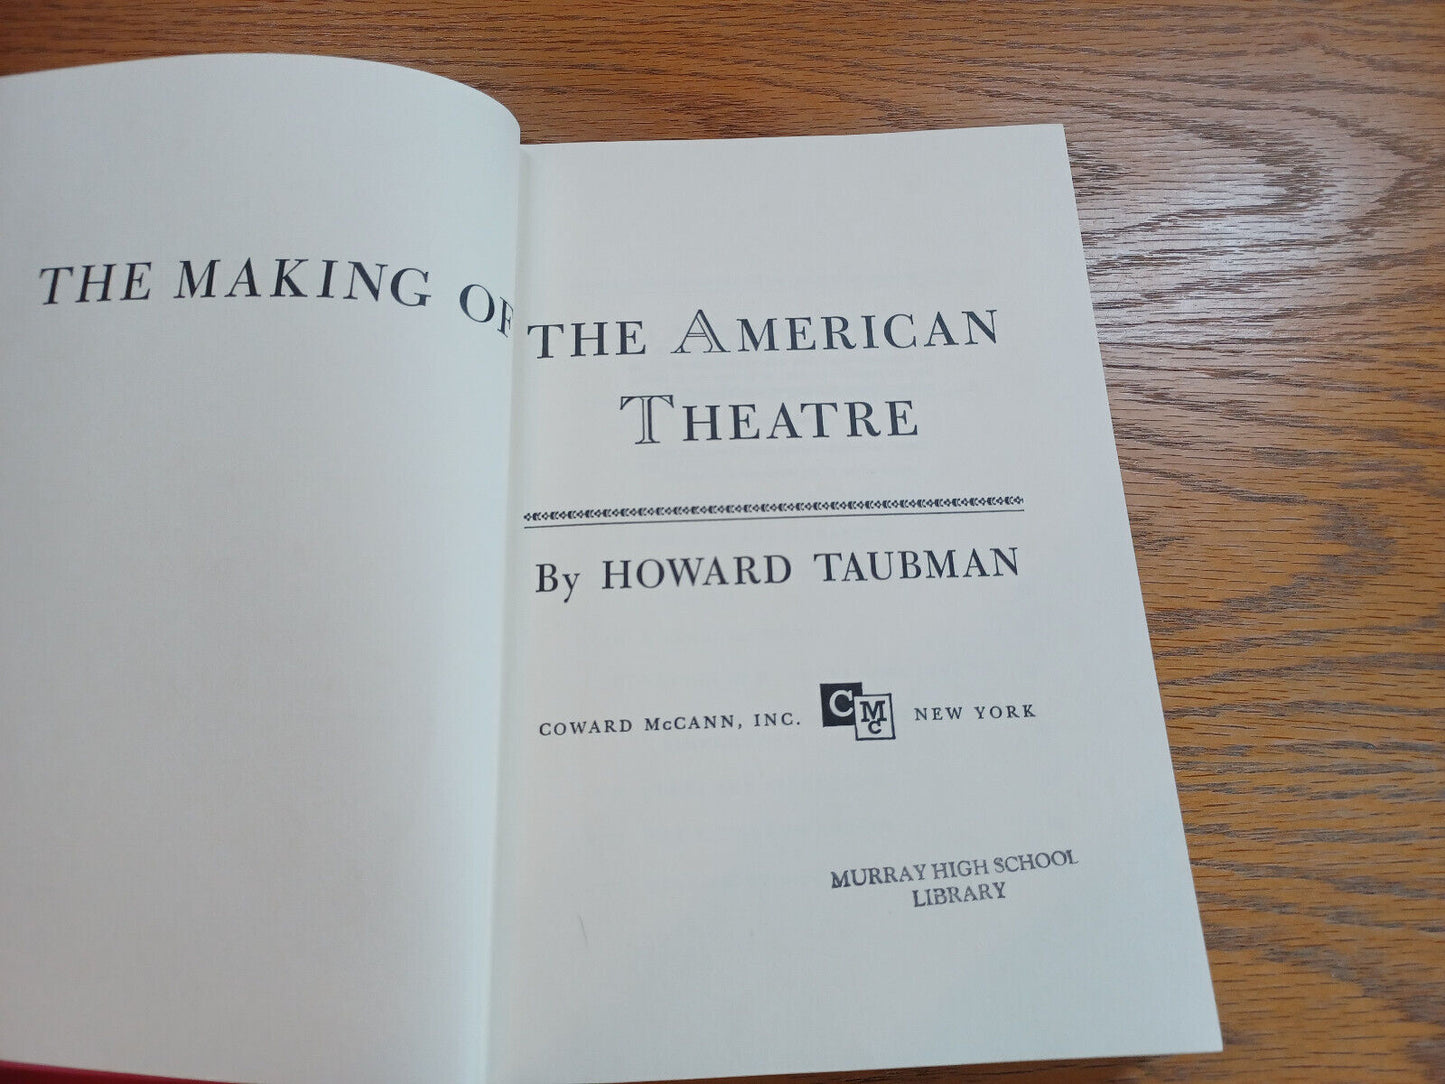 THE MAKING OF
THE AMERICAN
THEATRE
By HOWARD TAUBMAN
COWARD McCANN, INC.
CMC
NEW YORK
MURRAY HIGH SCHOOL
LIBRARY